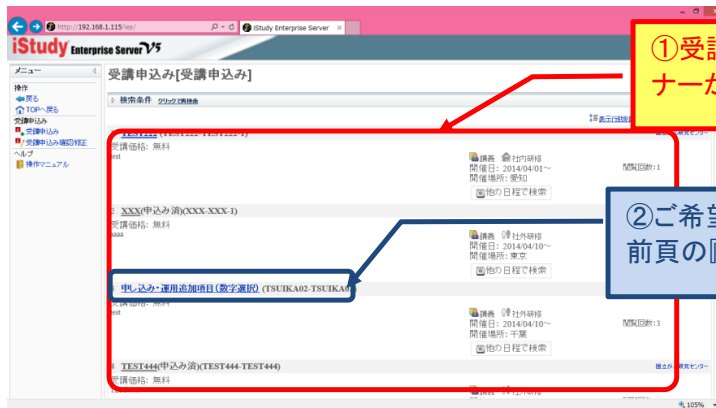 http://192.168.1.115/ies/
iStudy Enterprise Server
iStudy Enterprise Server V5
メニュー
操作
戻る
TOPへ戻る
受講申込み
受講申込み
受講申込み確認/修正
ヘルプ
操作マニュアル
受講申込み[受講申込み]
検索条件 クリックで再検索
①受講
ナーが
TEST222 (TEST222-TEST222-1)
受講価格: 無料
test
講義 社内研修
開催日: 2014/04/01～
開催場所: 愛知
閲覧回数: 1
他の日程で検索
2 XXX(申込み済)(XXX-XXX-1)
受講価格: 無料
講義 社外研修
開催日: 2014/04/10～
開催場所: 東京
他の日程で検索
②ご希望
前頁の『
申し込み・運用追加項目(数字選択) (TSUIKA02-TSUIKA0
受講価格: 無料
test
講義 社外研修
開催日: 2014/04/10～
開催場所: 千葉
閲覧回数: 3
他の日程で検索
4 TEST444(申込み済)(TEST444-TEST444)
受講価格: 無料
105%